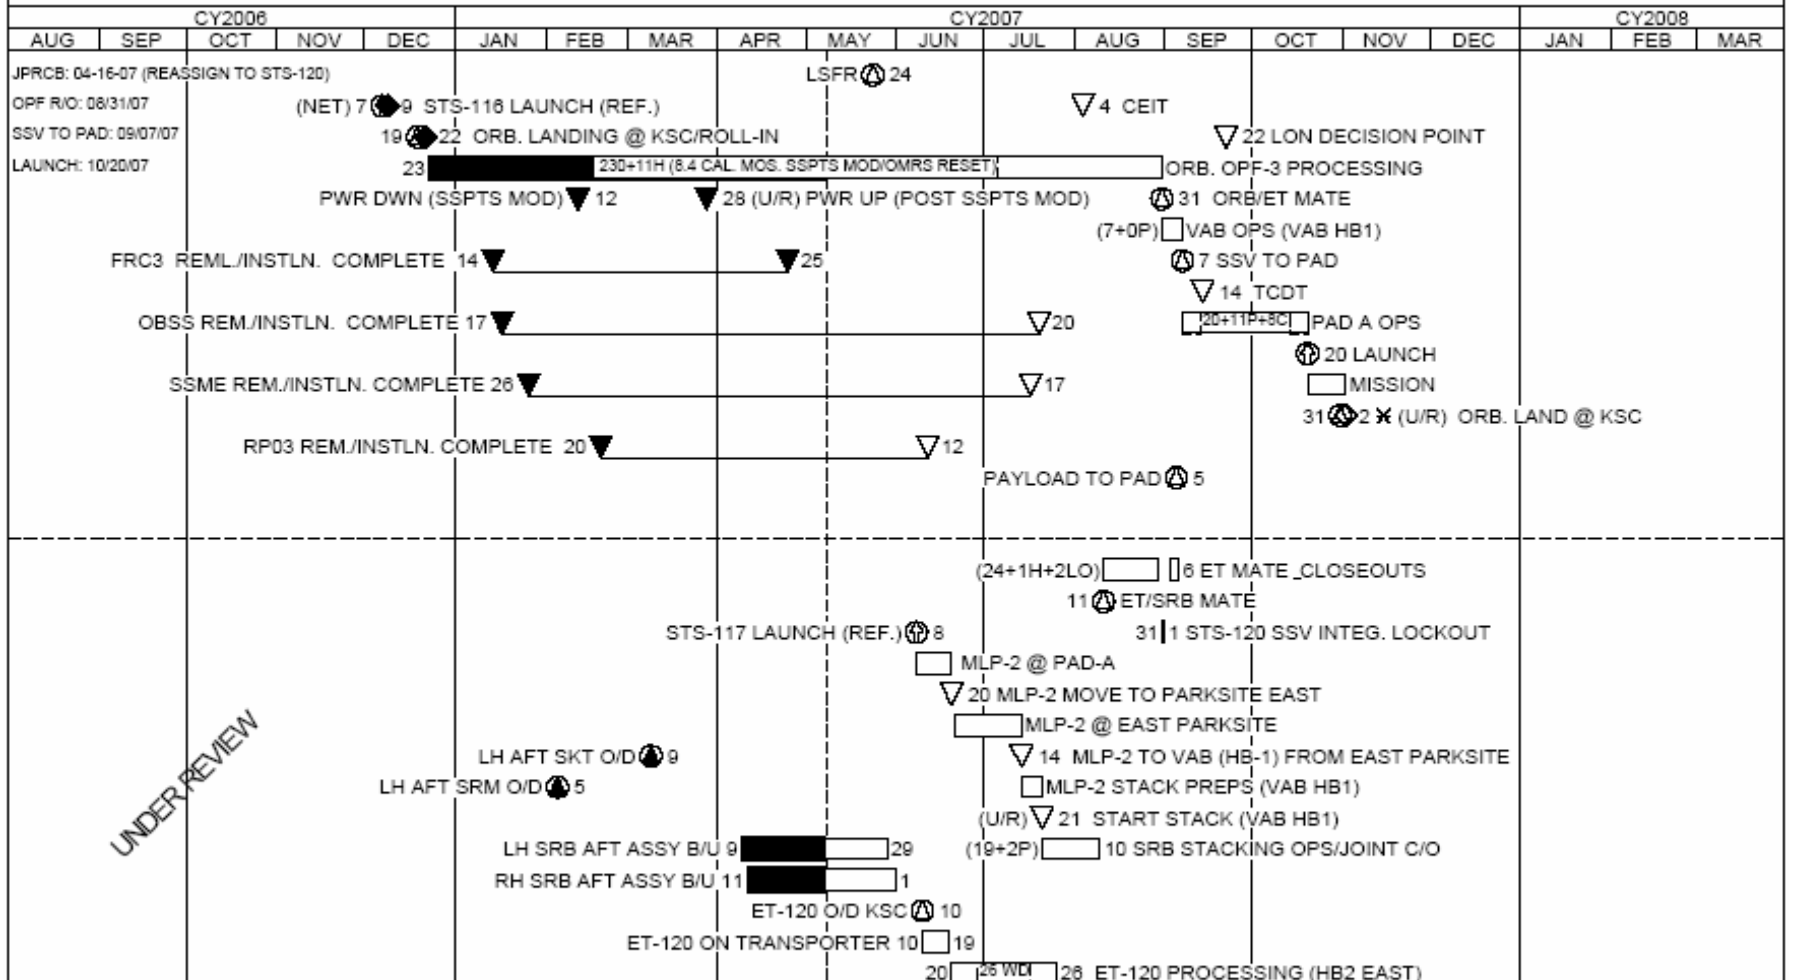 CY2006 CY2007 CY2008
AUG SEP OCT NOV DEC JAN FEB MAR APR MAY JUN JUL AUG SEP OCT NOV DEC JAN FEB MAR
JPRCB: 04-16-07 (REASSIGN TO STS-120) LSFR 24
OPF R/O: 08/31/07 (NET) 7 9 STS-116 LAUNCH (REF.) 4 CEIT
SSV TO PAD: 09/07/07 19 22 ORB. LANDING @ KSC/ROLL-IN 22 LON DECISION POINT
LAUNCH: 10/20/07 23 230+11H (8.4 CAL. MOS. SSPTS MOD/OMRS RESET) ORB. OPF-3 PROCESSING
PWR DWN (SSPTS MOD) 12 28 (U/R) PWR UP (POST SSPTS MOD) 31 ORB/ET MATE
(7+0P) VAB OPS (VAB HB1)
FRC3 REML./INSTLN. COMPLETE 14 25 7 SSV TO PAD
14 TCDT
OBSS REM./INSTLN. COMPLETE 17 20 20+11P+8C PAD A OPS
20 LAUNCH
SSME REM./INSTLN. COMPLETE 26 17 MISSION
31 2 (U/R) ORB. LAND @ KSC
RP03 REM./INSTLN. COMPLETE 20 12
PAYLOAD TO PAD 5
(24+1H+2LO) 6 ET MATE _CLOSEOUTS
11 ET/SRB MATE
STS-117 LAUNCH (REF.) 8 31 1 STS-120 SSV INTEG. LOCKOUT
MLP-2 @ PAD-A
20 MLP-2 MOVE TO PARKSITE EAST
MLP-2 @ EAST PARKSITE
UNDER REVIEW
LH AFT SKT O/D 9 14 MLP-2 TO VAB (HB-1) FROM EAST PARKSITE
LH AFT SRM O/D 5 MLP-2 STACK PREPS (VAB HB1)
(U/R) 21 START STACK (VAB HB1)
LH SRB AFT ASSY B/U 9 29 (19+2P) 10 SRB STACKING OPS/JOINT C/O
RH SRB AFT ASSY B/U 11 1
ET-120 O/D KSC 10
ET-120 ON TRANSPORTER 10 19
20 26 WD 26 ET-120 PROCESSING (HB2 EAST)